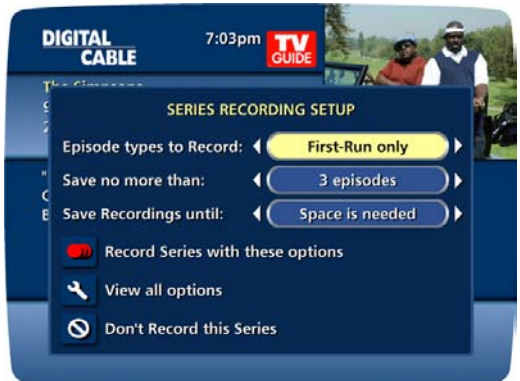 DIGITAL
CABLE
7:03pm
TV
GUIDE
The Simpsons
SERIES RECORDING SETUP
Episode types to Record: First-Run only
Save no more than: 3 episodes
Save Recordings until: Space is needed
Record Series with these options
View all options
Don't Record this Series